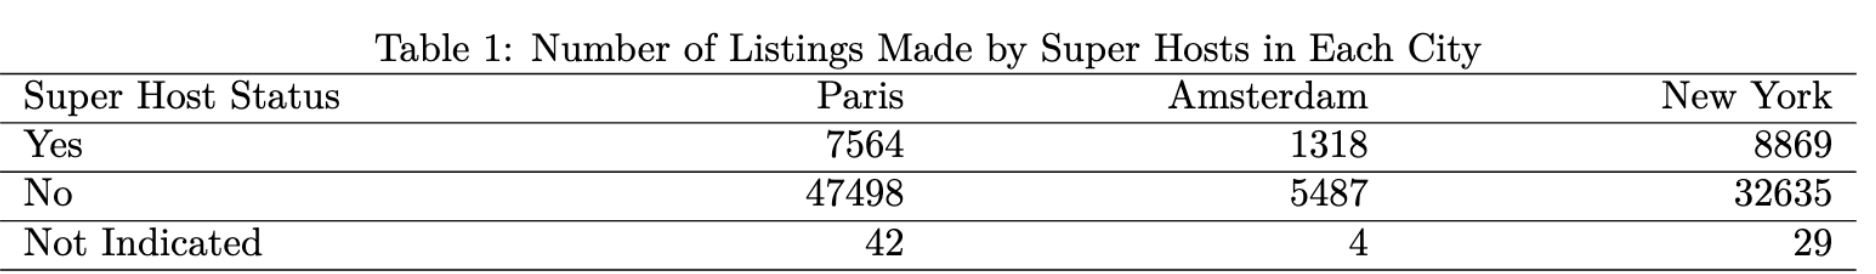 Table 1: Number of Listings Made by Super Hosts in Each City
Super Host Status Paris Amsterdam New York
Yes 7564 1318 8869
No 47498 5487 32635
Not Indicated 42 4 29